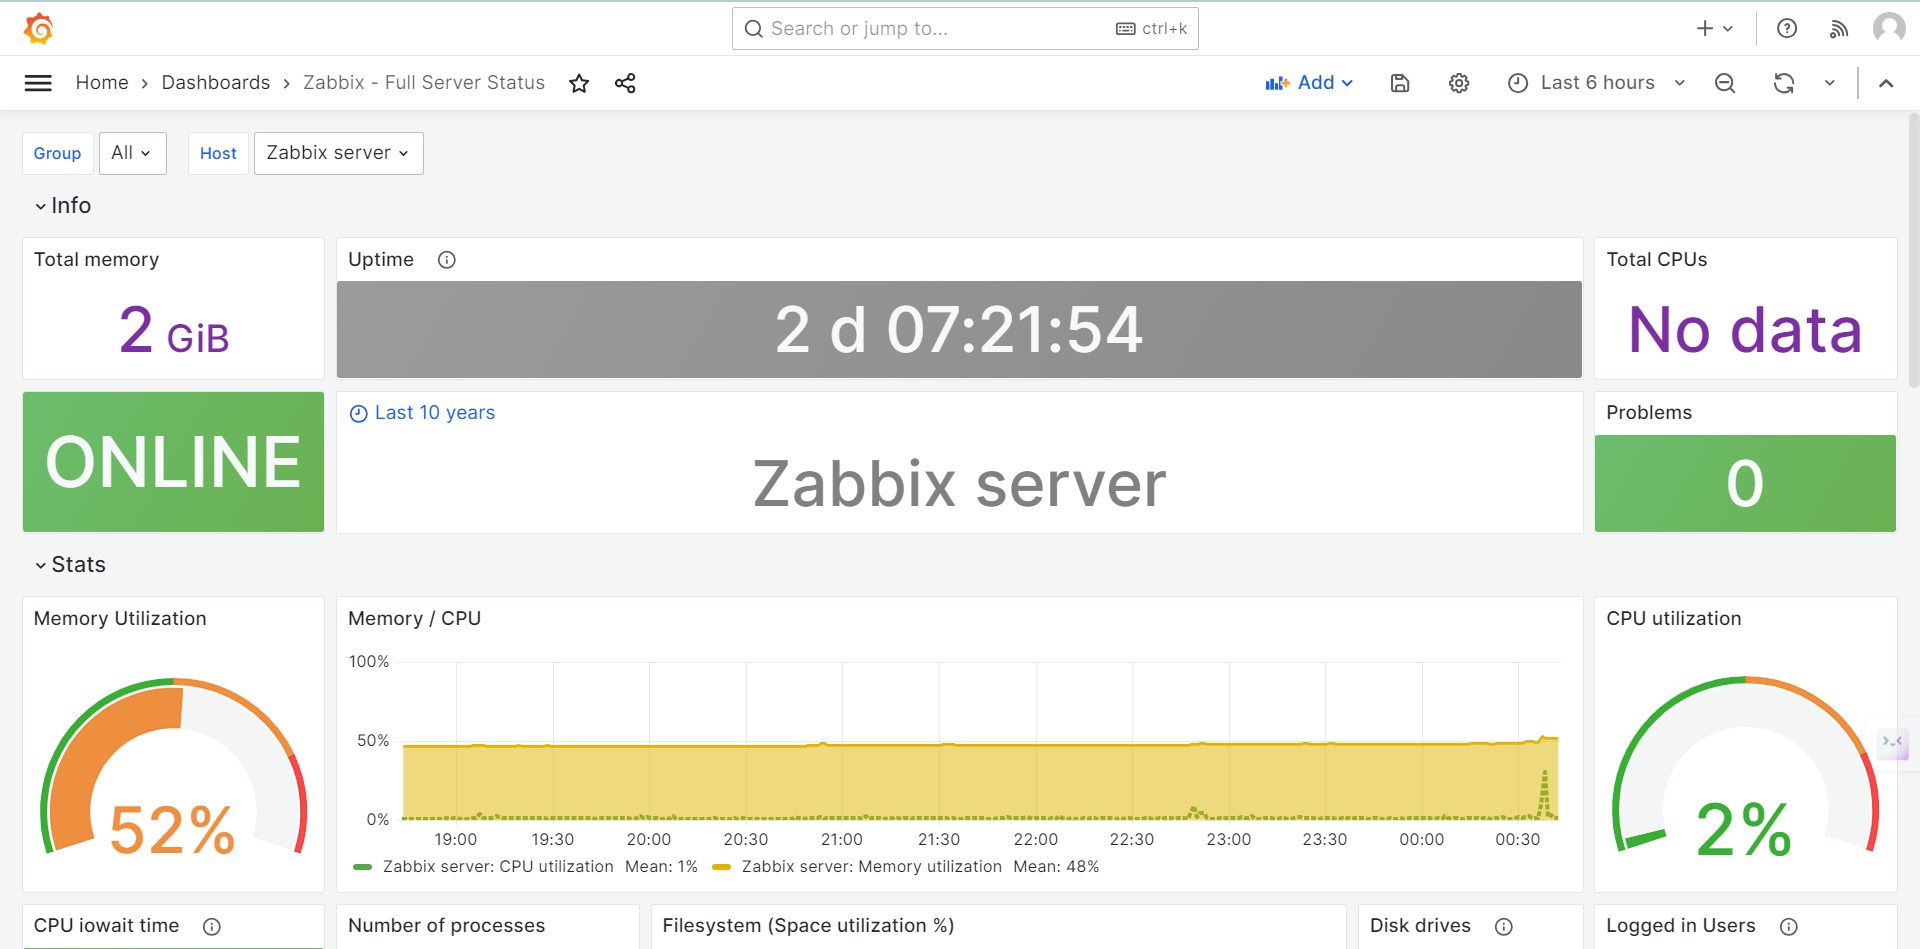 Search or jump to...
ctrl+k
Home
Dashboards
Zabbix - Full Server Status
Add
Last 6 hours
Group
All
Host
Zabbix server
Info
Total memory
2 GiB
Uptime
2 d 07:21:54
Total CPUs
No data
ONLINE
Last 10 years
Zabbix server
Problems
0
Stats
Memory Utilization
52%
Memory / CPU
100%
50%
0%
19:00
19:30
20:00
20:30
21:00
21:30
22:00
22:30
23:00
23:30
00:00
00:30
Zabbix server: CPU utilization Mean: 1%
Zabbix server: Memory utilization Mean: 48%
CPU utilization
2%
CPU iowait time
Number of processes
Filesystem (Space utilization %)
Disk drives
Logged in Users